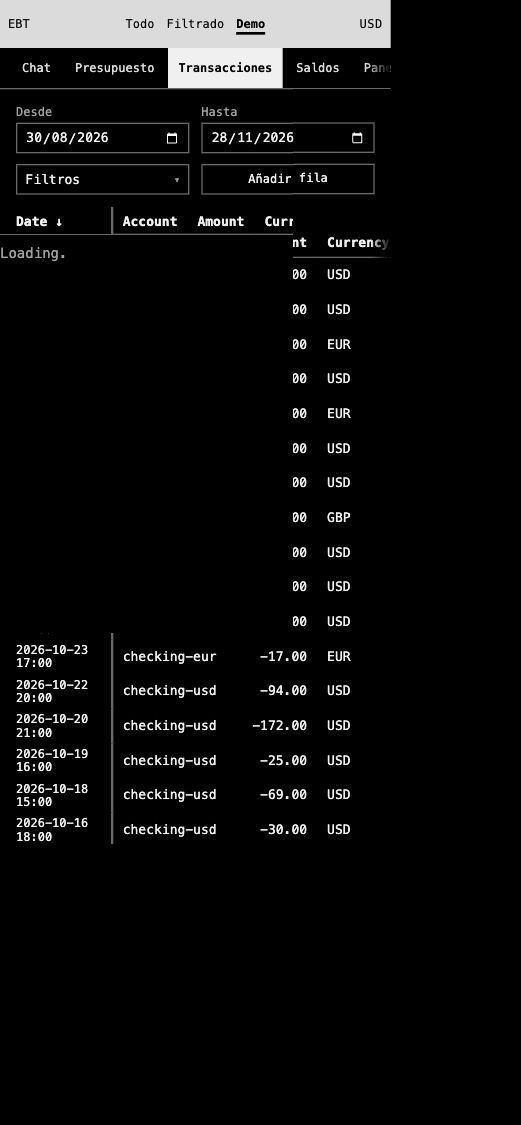 EBT Todo Filtrado Demo USD
Chat Presupuesto Transacciones Saldos
Desde Hasta
30/08/2026 28/11/2026
Filtros Añadir fila
Date ↓ Account Amount Curr
nt Currency
Loading.
00 USD
00 USD
00 EUR
00 USD
00 EUR
00 USD
00 USD
00 GBP
00 USD
00 USD
00 USD
2026-10-23 17:00 checking-eur -17.00 EUR
2026-10-22 20:00 checking-usd -94.00 USD
2026-10-20 21:00 checking-usd -172.00 USD
2026-10-19 16:00 checking-usd -25.00 USD
2026-10-18 15:00 checking-usd -69.00 USD
2026-10-16 18:00 checking-usd -30.00 USD